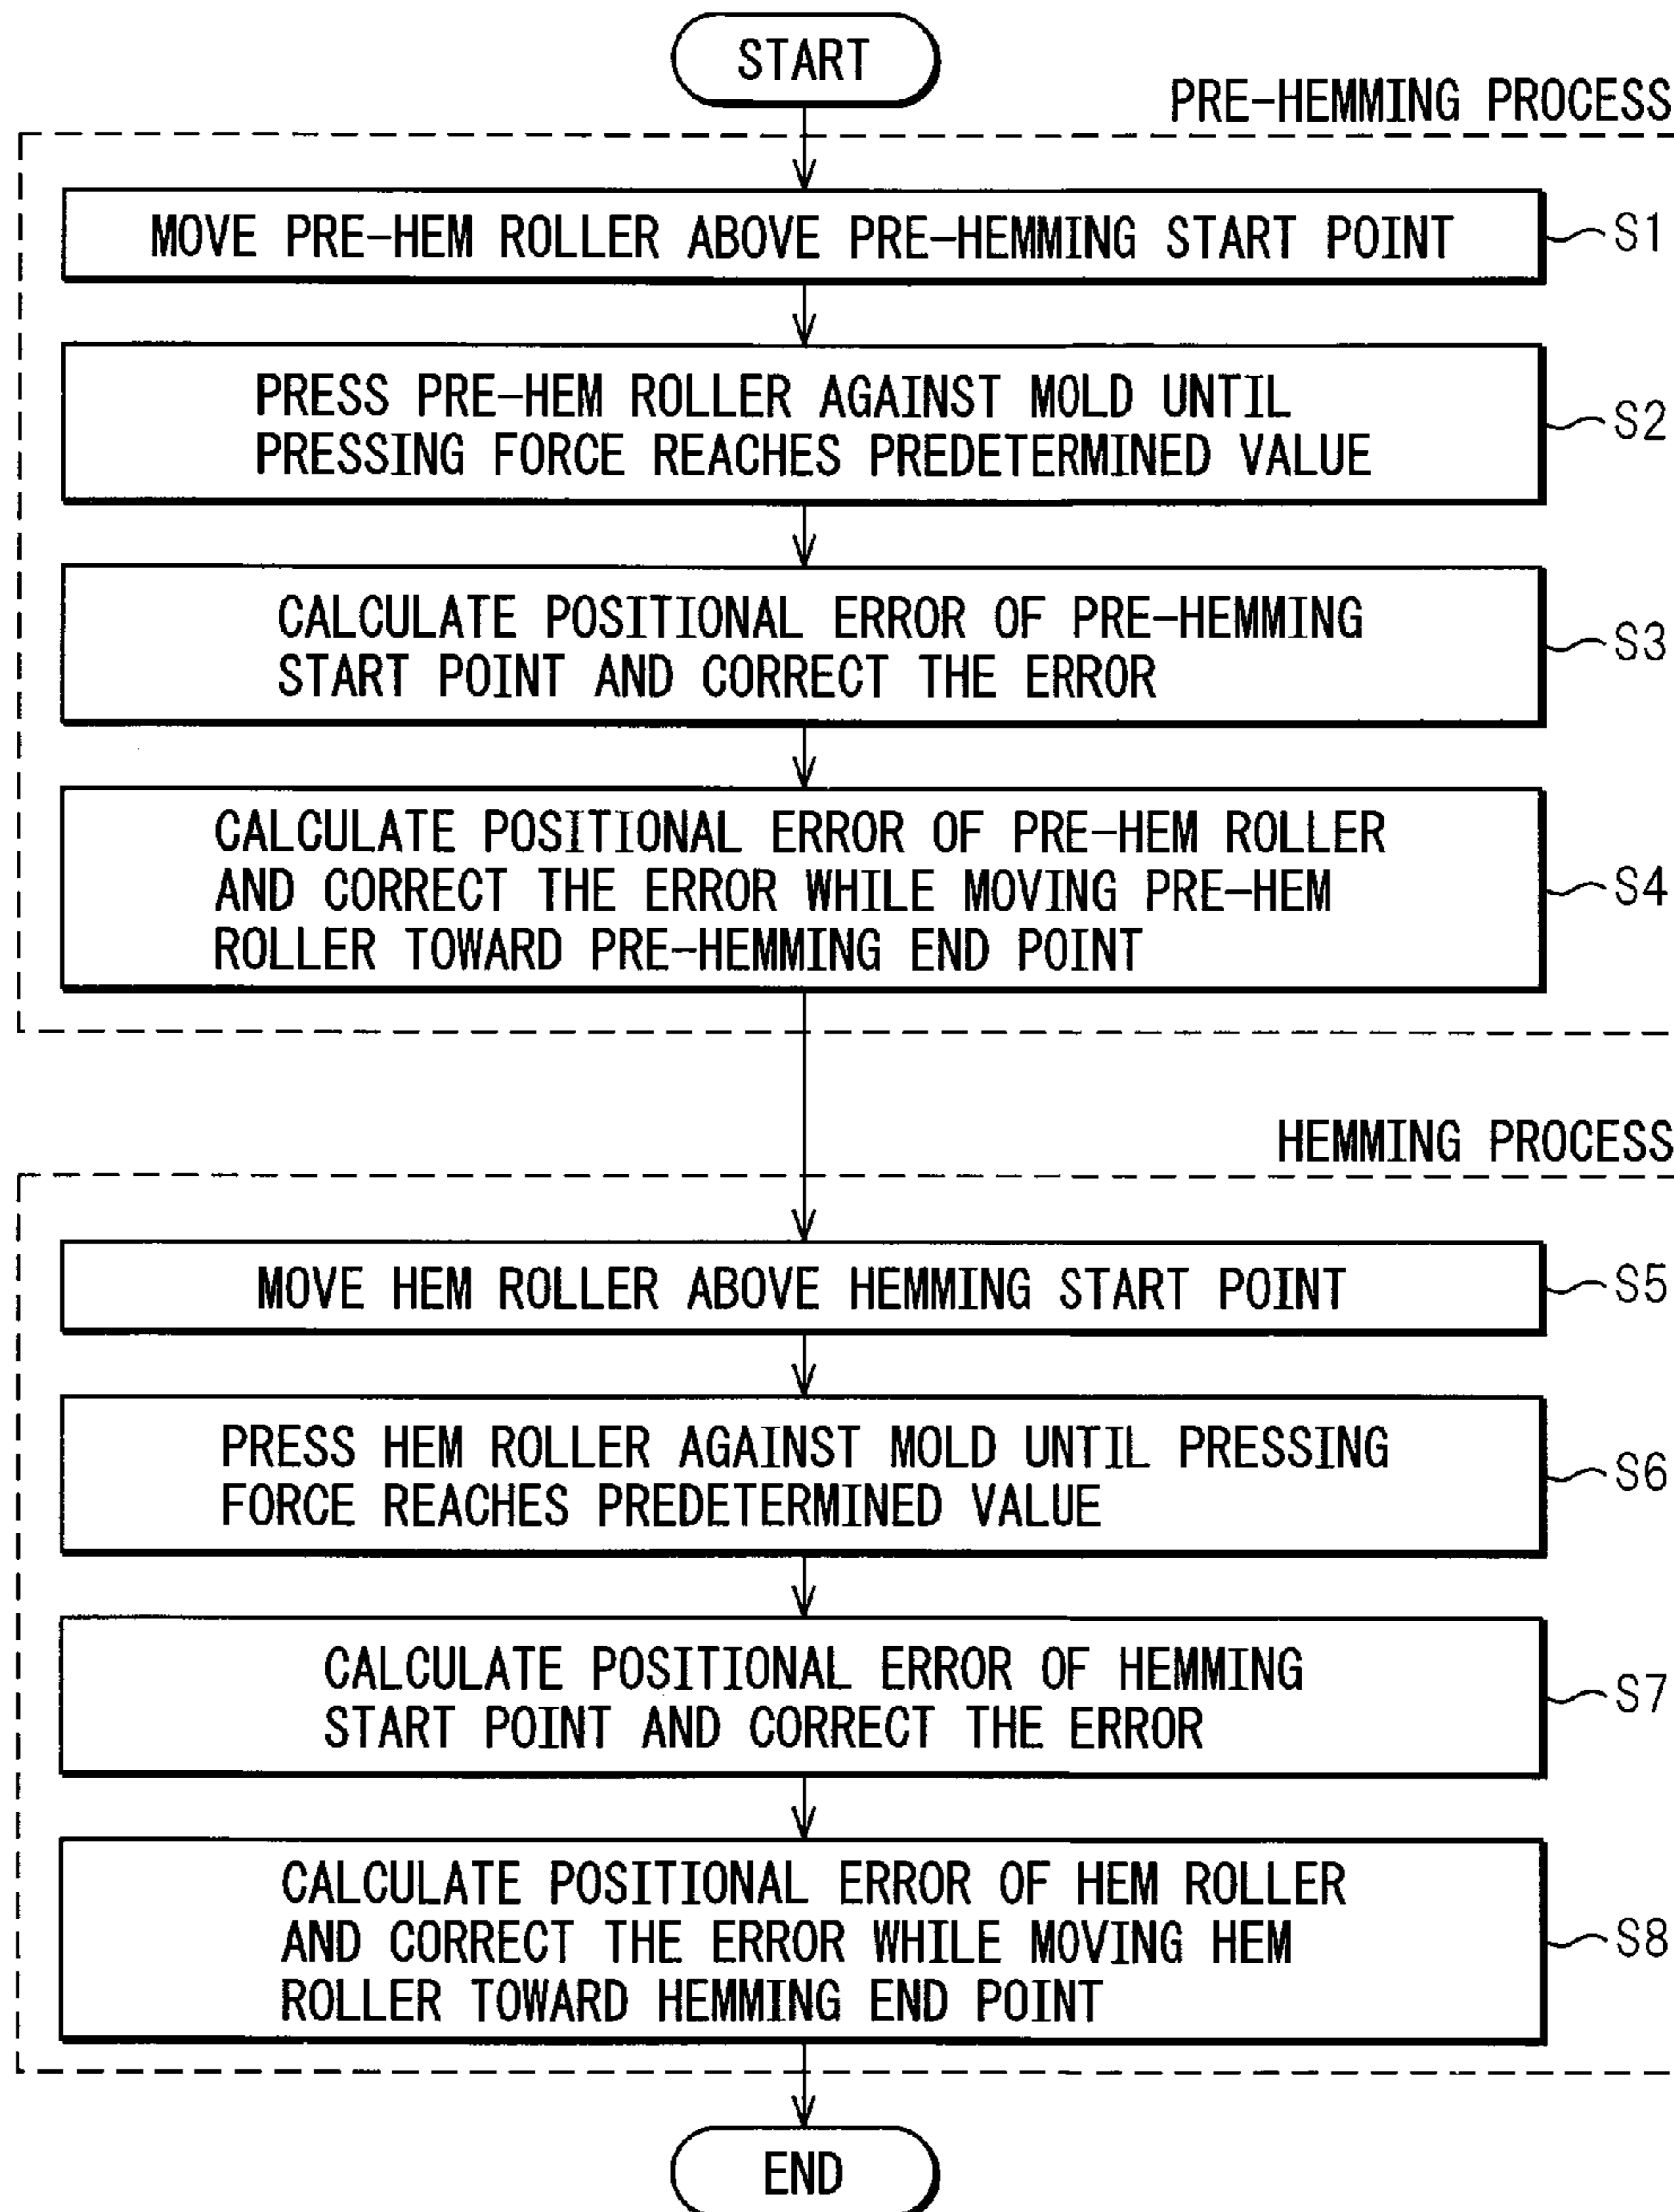 START
PRE-HEMMING PROCESS
MOVE PRE-HEM ROLLER ABOVE PRE-HEMMING START POINT
S1
PRESS PRE-HEM ROLLER AGAINST MOLD UNTIL
PRESSING FORCE REACHES PREDETERMINED VALUE
S2
CALCULATE POSITIONAL ERROR OF PRE-HEMMING
START POINT AND CORRECT THE ERROR
S3
CALCULATE POSITIONAL ERROR OF PRE-HEM ROLLER
AND CORRECT THE ERROR WHILE MOVING PRE-HEM
ROLLER TOWARD PRE-HEMMING END POINT
S4
HEMMING PROCESS
MOVE HEM ROLLER ABOVE HEMMING START POINT
S5
PRESS HEM ROLLER AGAINST MOLD UNTIL PRESSING
FORCE REACHES PREDETERMINED VALUE
S6
CALCULATE POSITIONAL ERROR OF HEMMING
START POINT AND CORRECT THE ERROR
S7
CALCULATE POSITIONAL ERROR OF HEM ROLLER
AND CORRECT THE ERROR WHILE MOVING HEM
ROLLER TOWARD HEMMING END POINT
S8
END